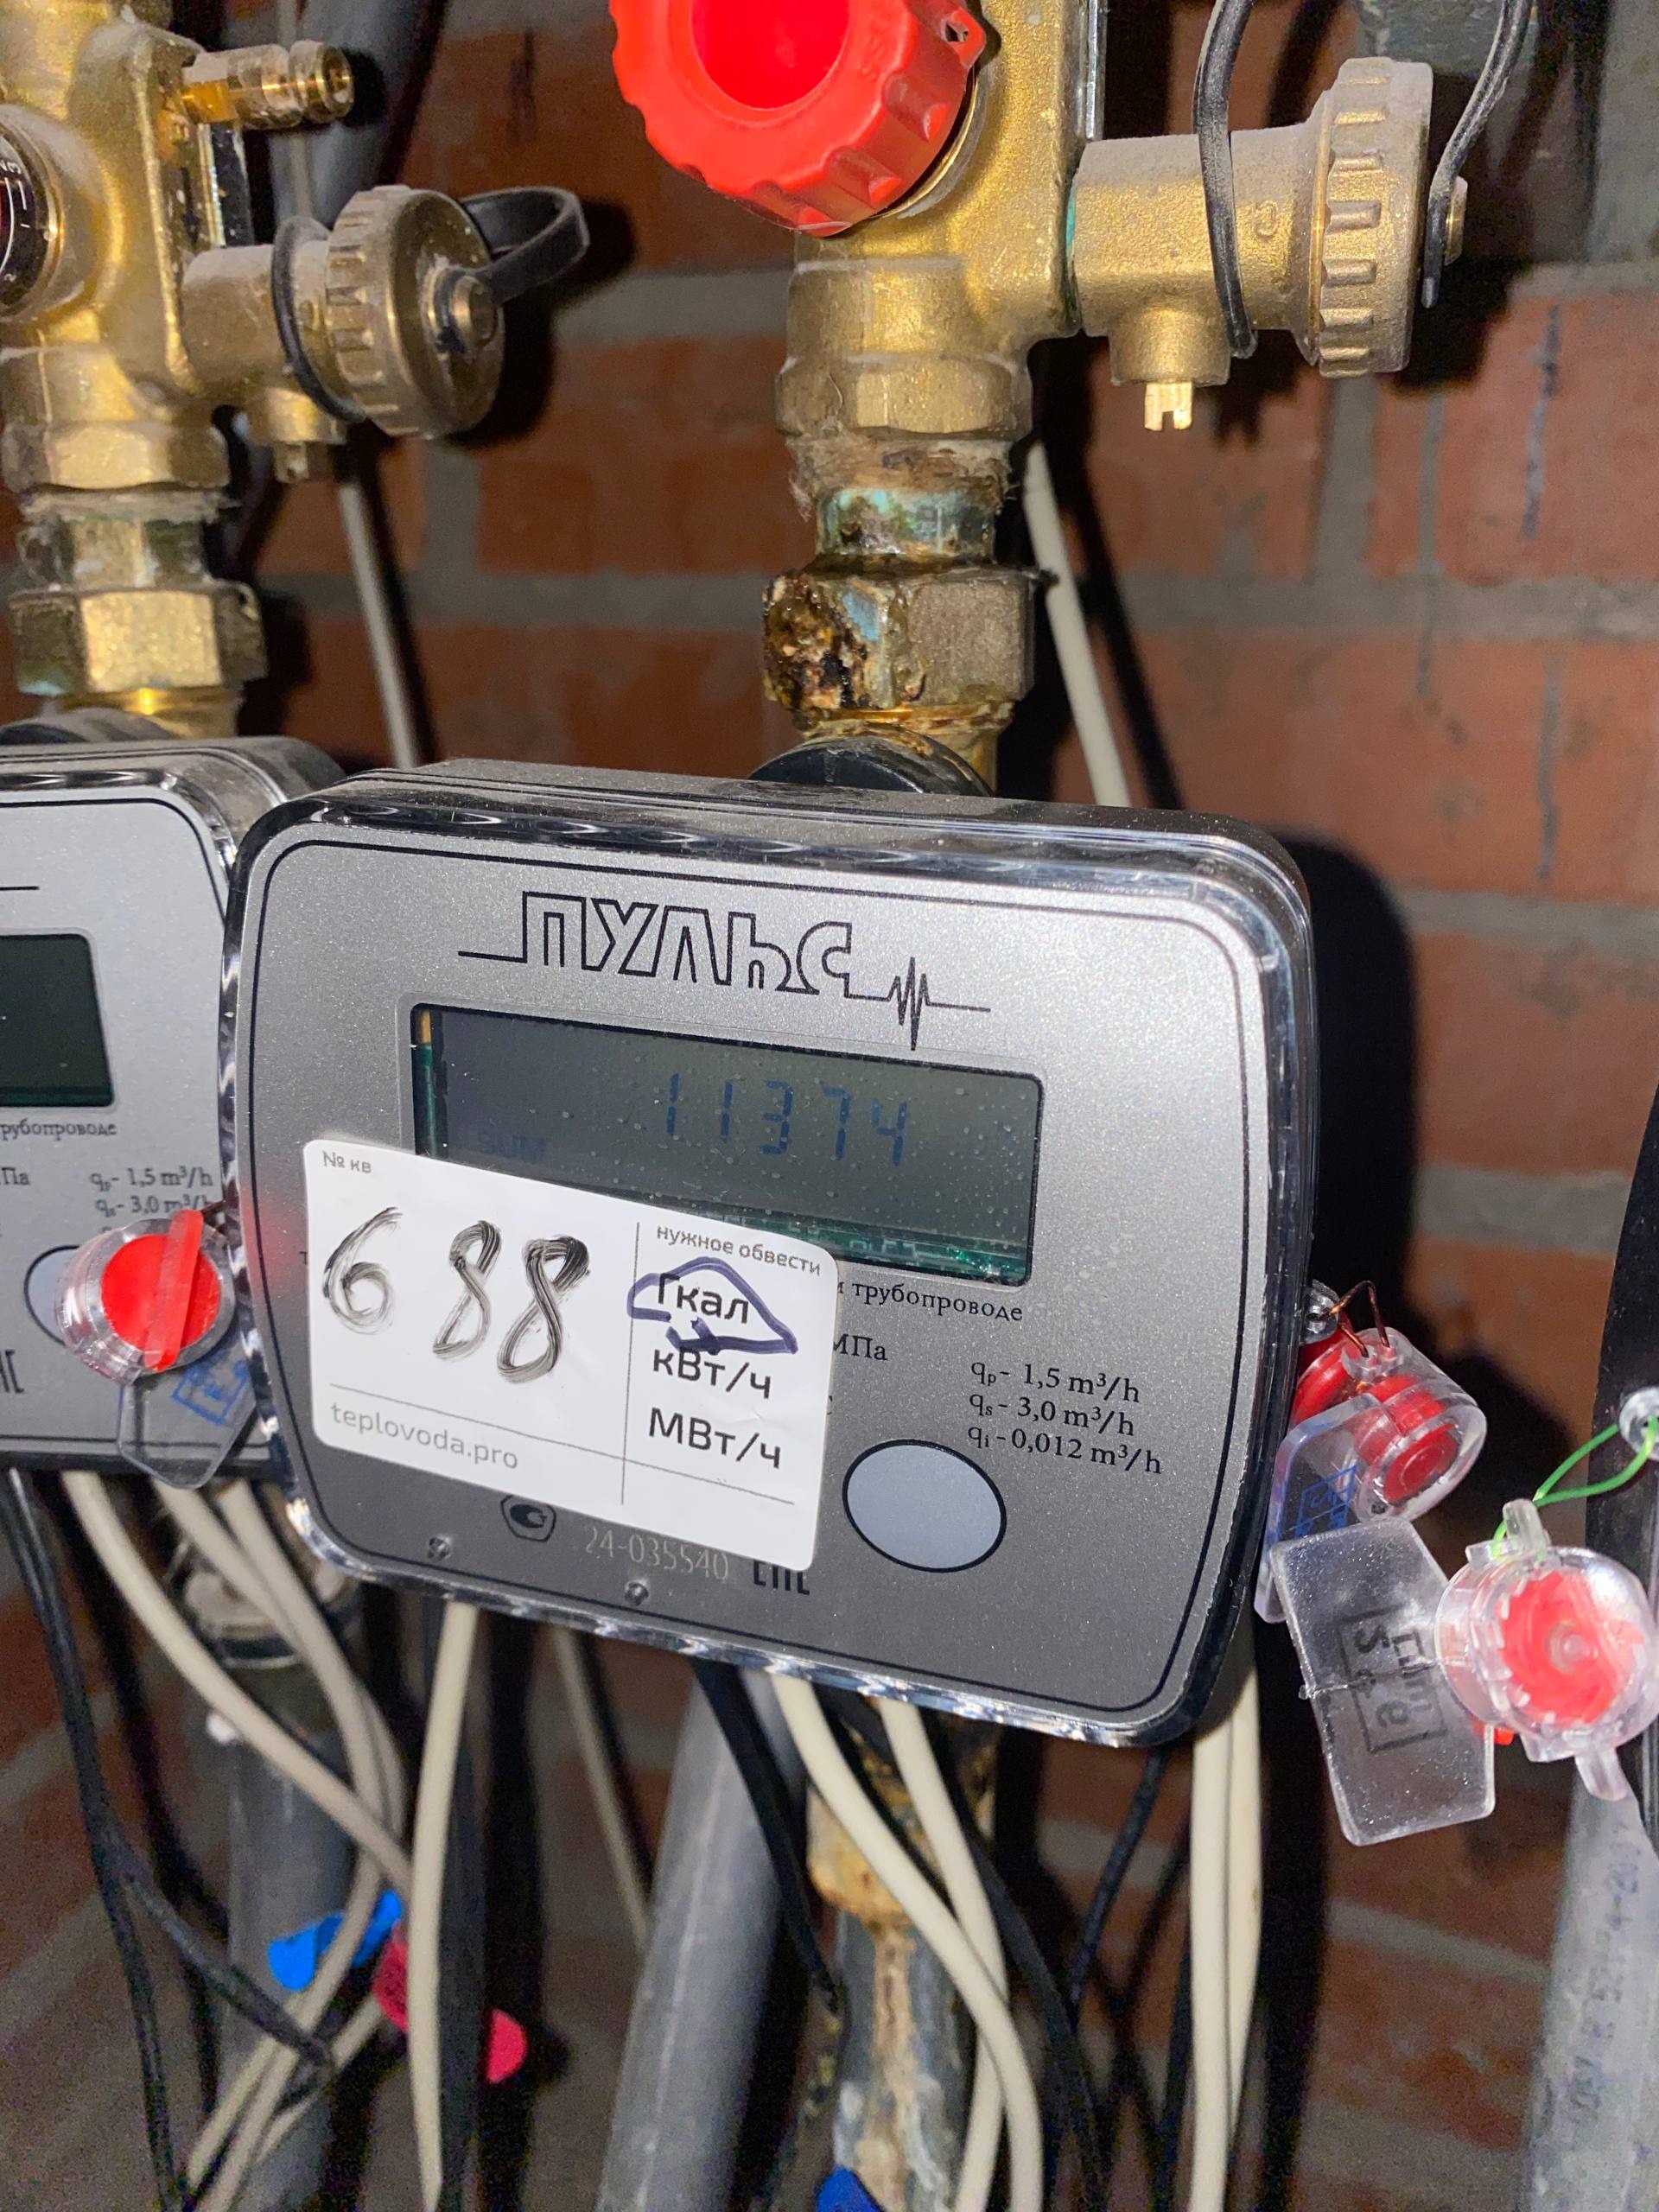 ПУЛЬС
11374
SUM
№ кв
688
нужное обвести
Гкал
кВт/ч
МВт/ч
teplovoda.pro
трубопроводе
МПа
qp- 1,5 m³/h
qs- 3,0 m³/h
qi-0,012 m³/h
24-035540
ЕАС
рубопроводе
Па
qp- 1,5 m³/h
qs- 3,0 m³/h